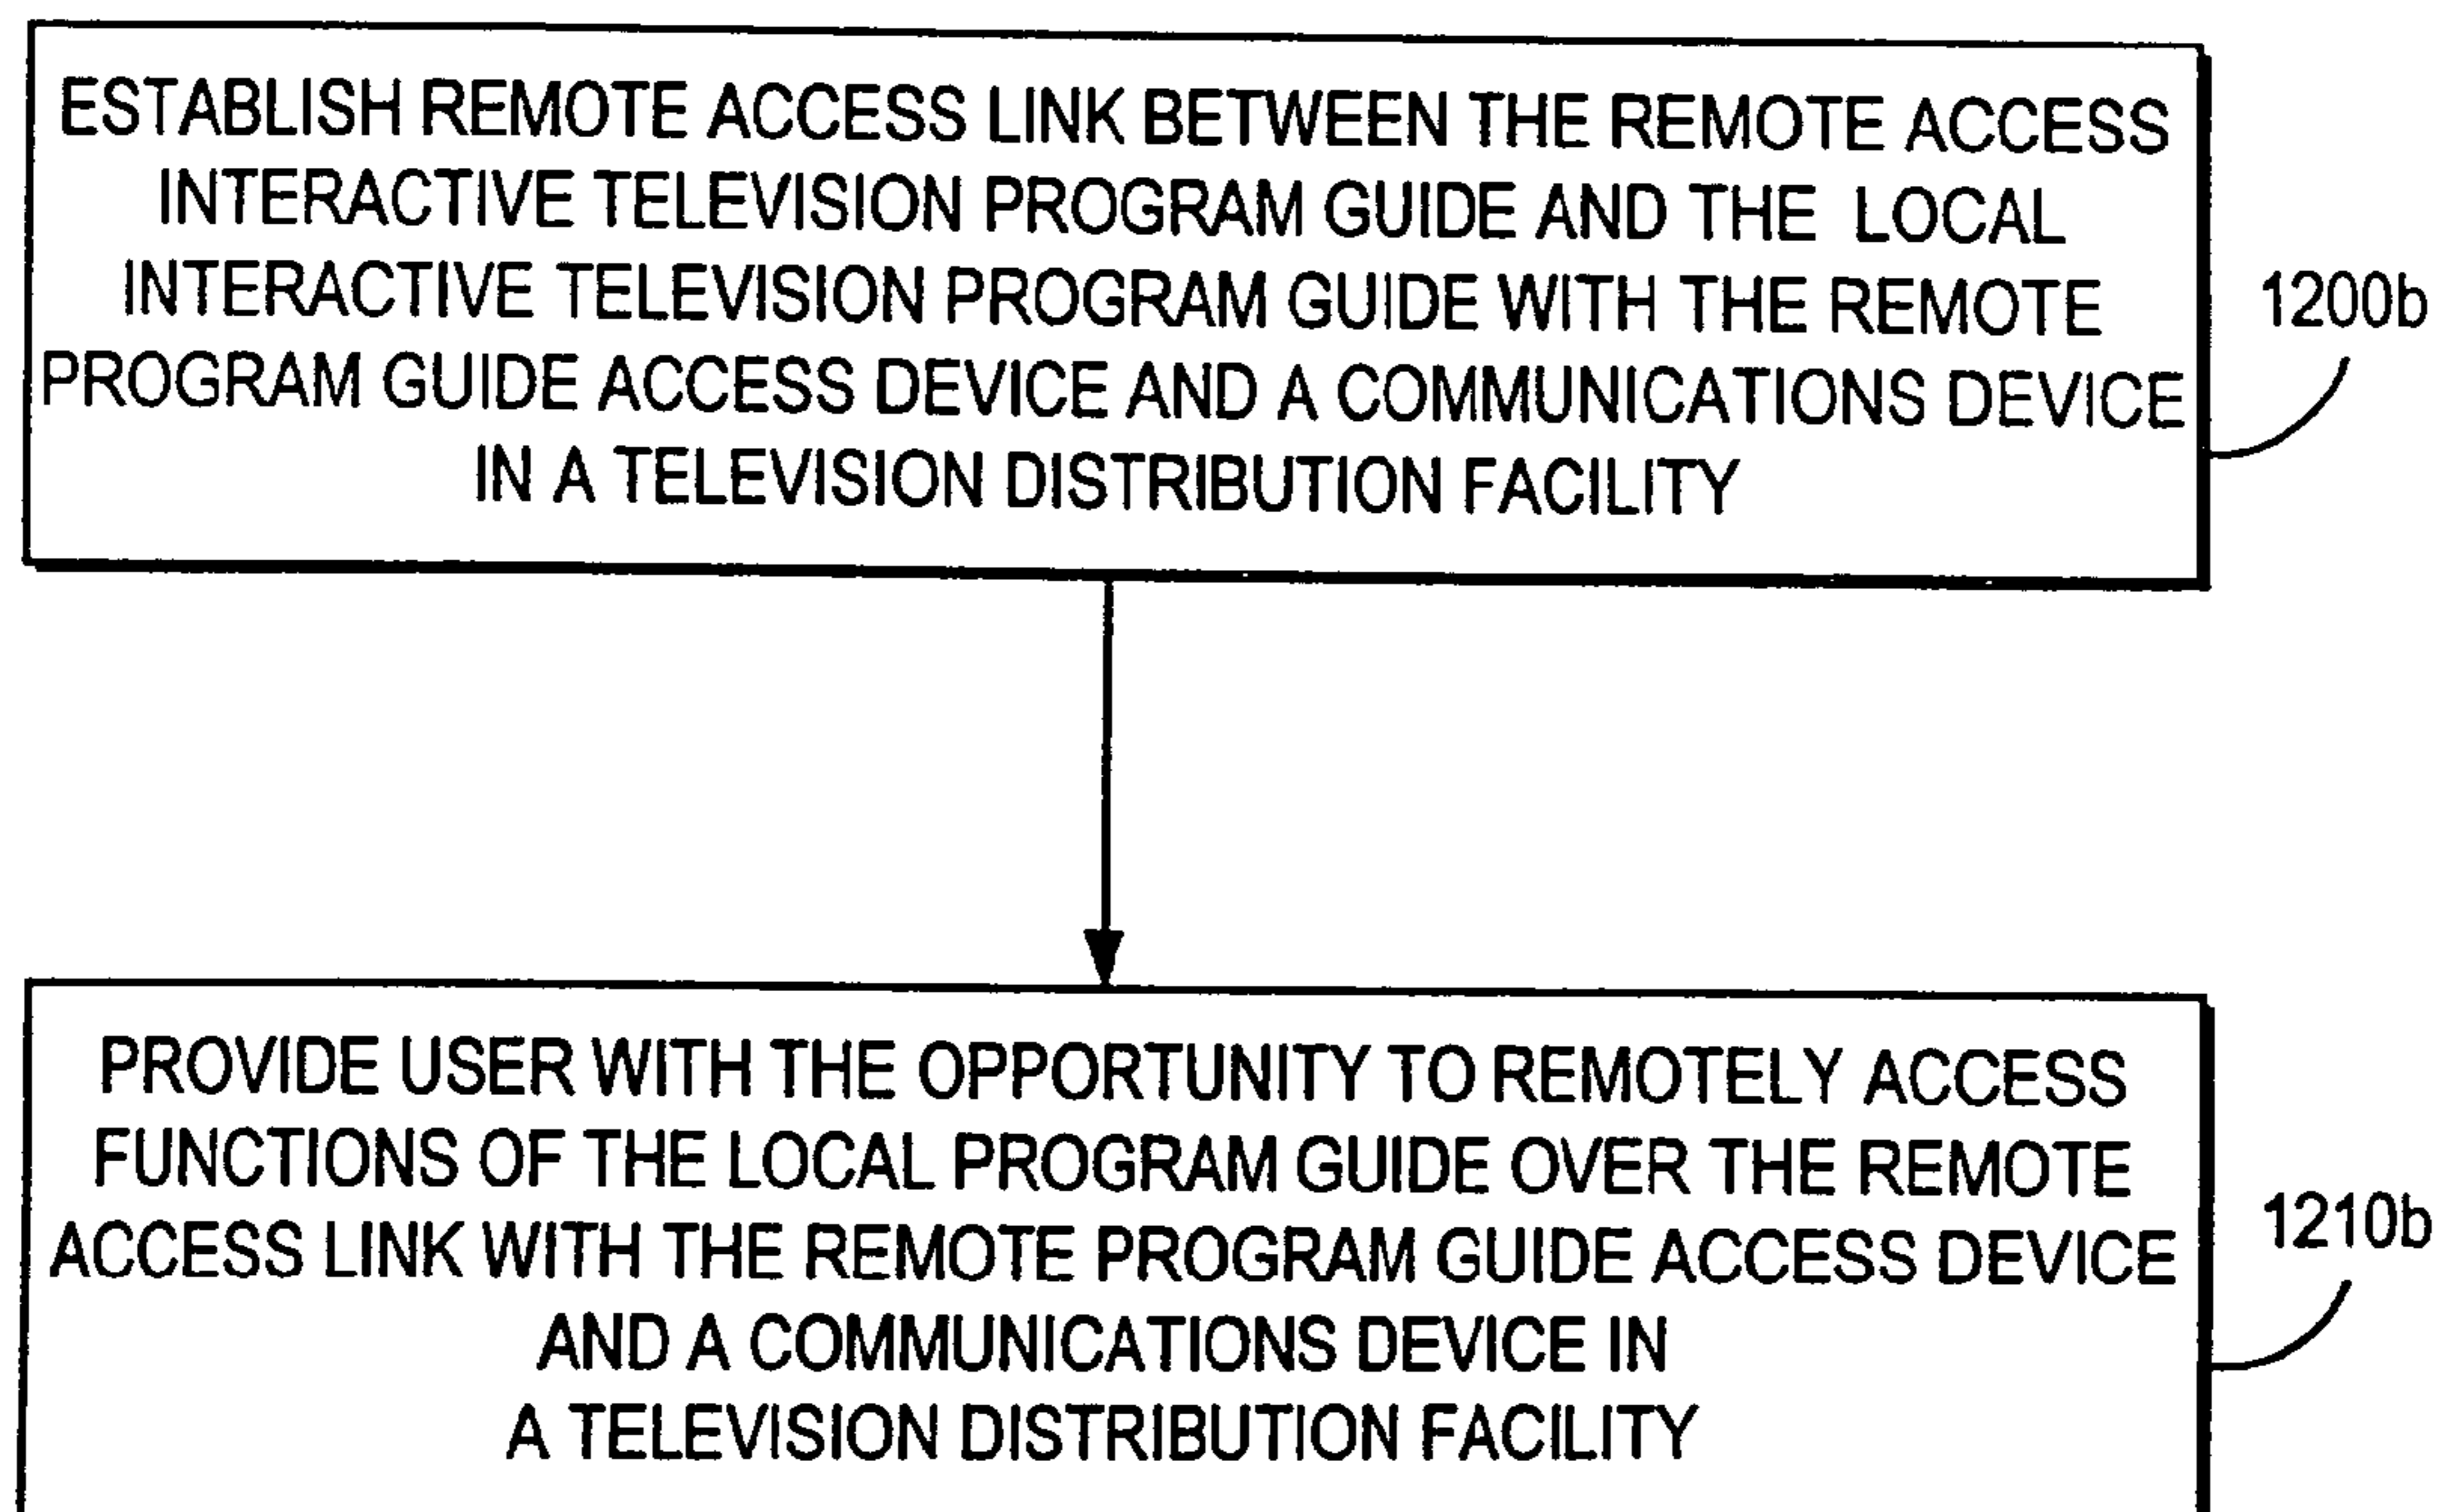 ESTABLISH REMOTE ACCESS LINK BETWEEN THE REMOTE ACCESS
INTERACTIVE TELEVISION PROGRAM GUIDE AND THE LOCAL
INTERACTIVE TELEVISION PROGRAM GUIDE WITH THE REMOTE
PROGRAM GUIDE ACCESS DEVICE AND A COMMUNICATIONS DEVICE
IN A TELEVISION DISTRIBUTION FACILITY
1200b
PROVIDE USER WITH THE OPPORTUNITY TO REMOTELY ACCESS
FUNCTIONS OF THE LOCAL PROGRAM GUIDE OVER THE REMOTE
ACCESS LINK WITH THE REMOTE PROGRAM GUIDE ACCESS DEVICE
AND A COMMUNICATIONS DEVICE IN
A TELEVISION DISTRIBUTION FACILITY
1210b